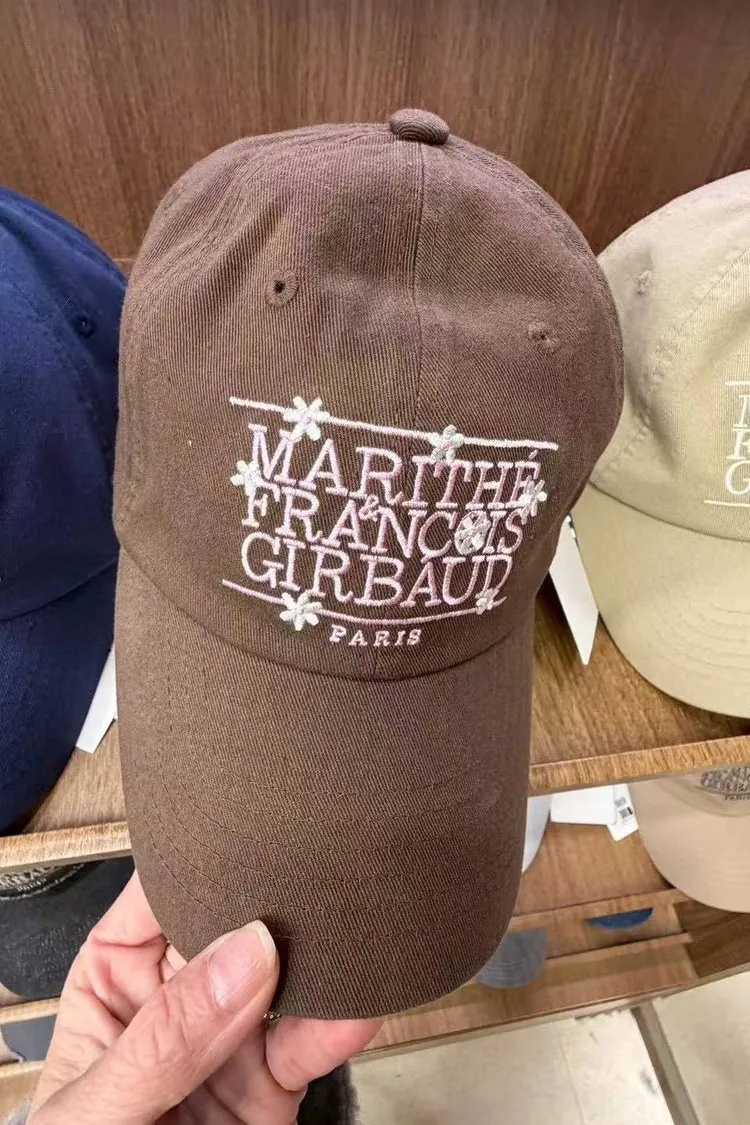 MARITHÉ
&
FRANÇOIS
GIRBAUD
PARIS